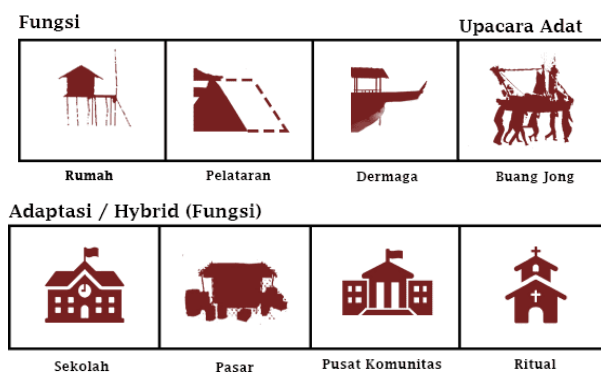 Fungsi
Upacara Adat
Rumah
Pelataran
Dermaga
Buang Jong
Adaptasi / Hybrid (Fungsi)
Sekolah
Pasar
Pusat Komunitas
Ritual